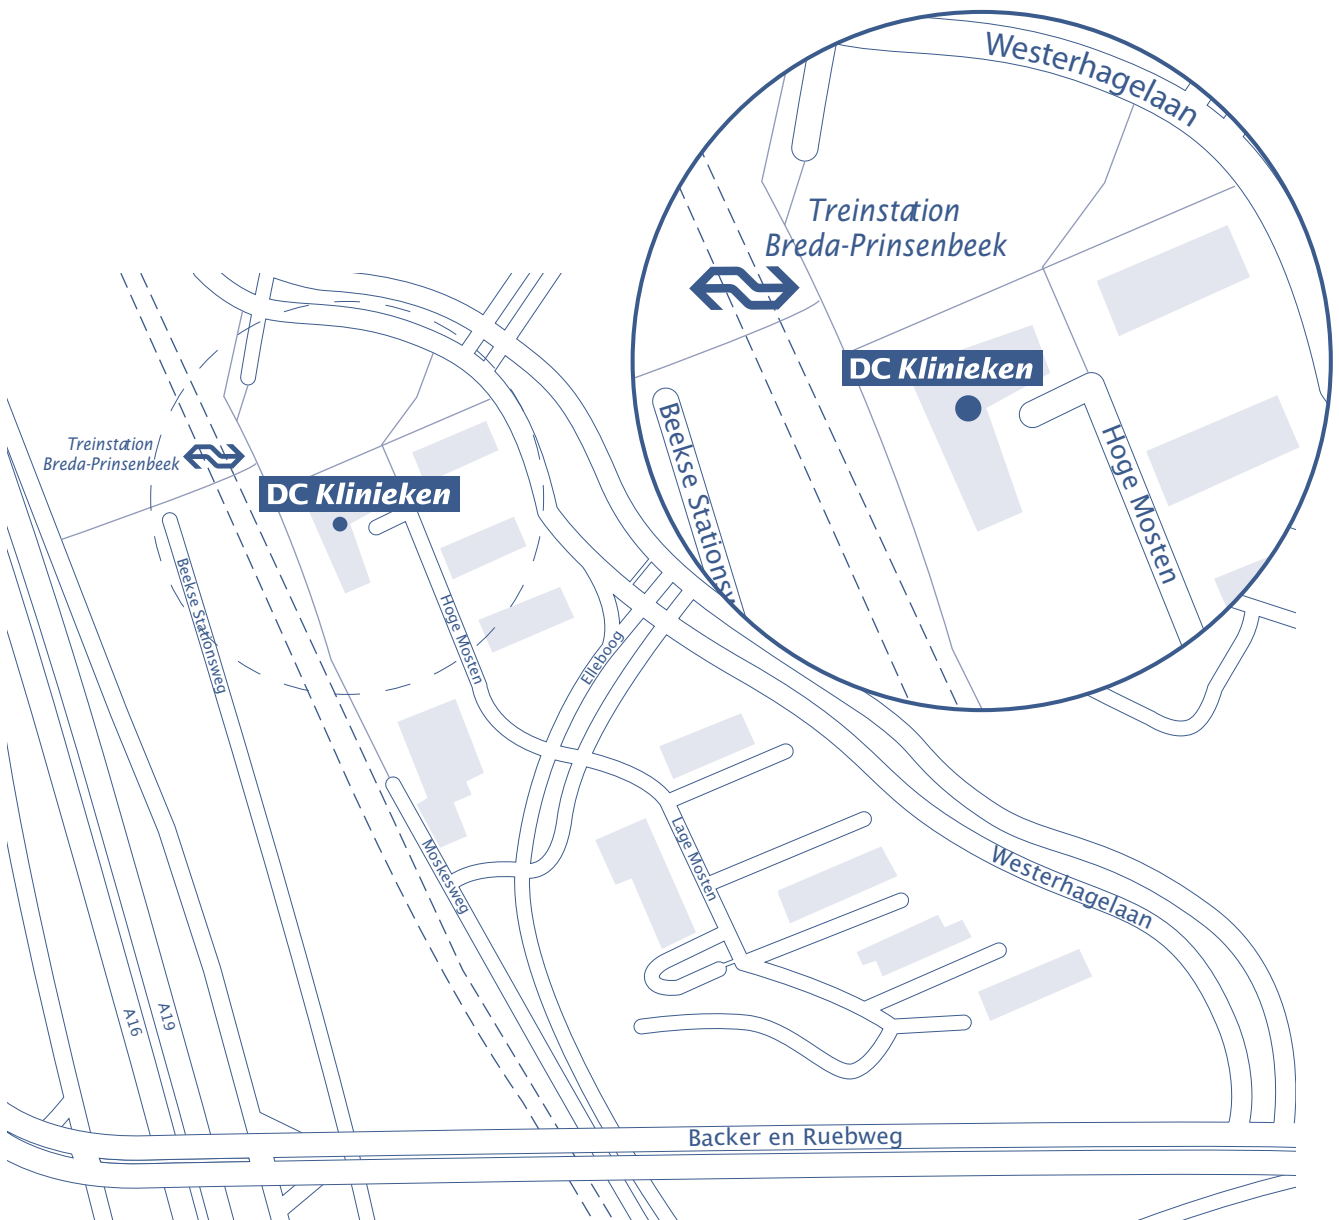 Westerhagelaan
Treinstation
Breda-Prinsenbeek
DC Klinieken
Beekse Stationsw
Hoge Mosten
Treinstation
Breda-Prinsenbeek
DC Klinieken
Beekse Stationsweg
Hoge Mosten
Elleboog
Moskesweg
Lage Mosten
Westerhagelaan
A16
A19
Backer en Ruebweg